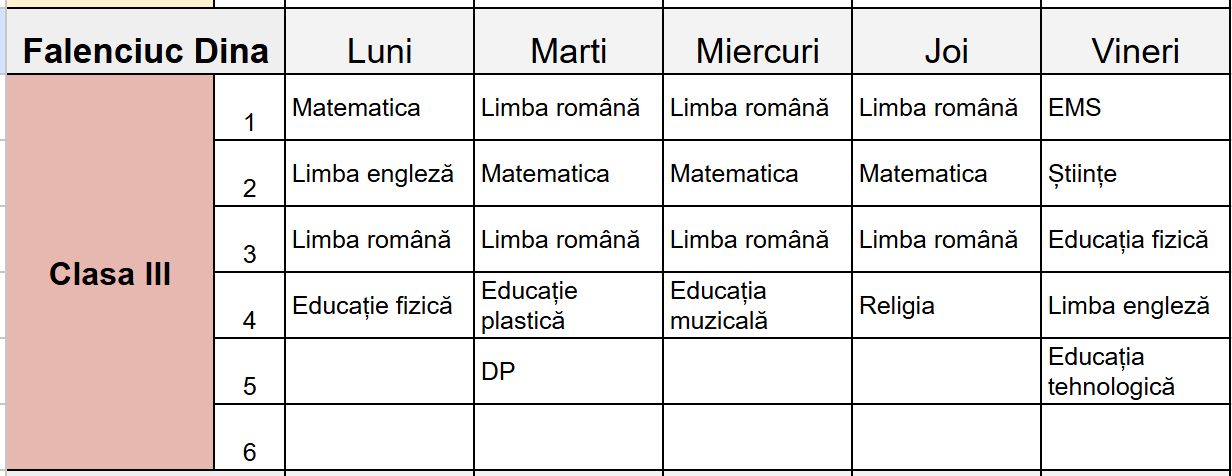 Falenciuc Dina Luni Marti Miercuri Joi Vineri
Clasa III
1 Matematica Limba română Limba română Limba română EMS
2 Limba engleză Matematica Matematica Matematica Științe
3 Limba română Limba română Limba română Limba română Educația fizică
4 Educație fizică Educație plastică Educația muzicală Religia Limba engleză
5 DP Educația tehnologică
6